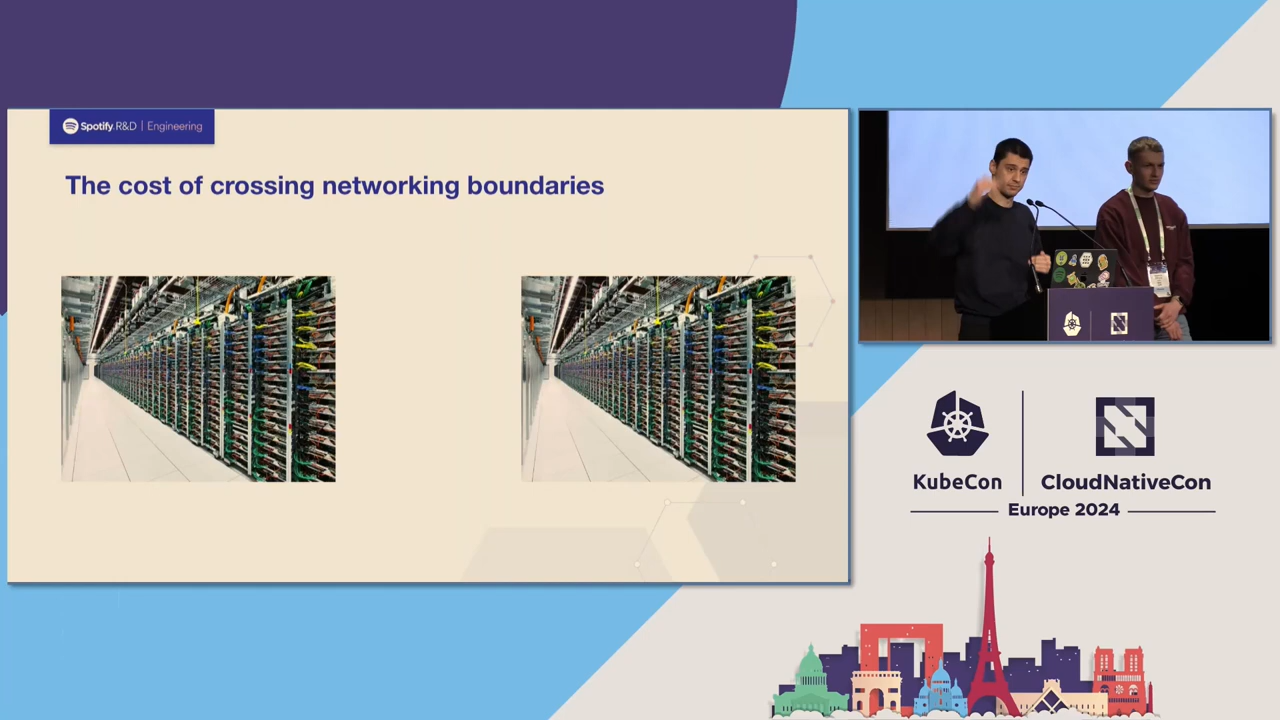 Spotify R&D | Engineering
The cost of crossing networking boundaries
KubeCon
CloudNativeCon
Europe 2024